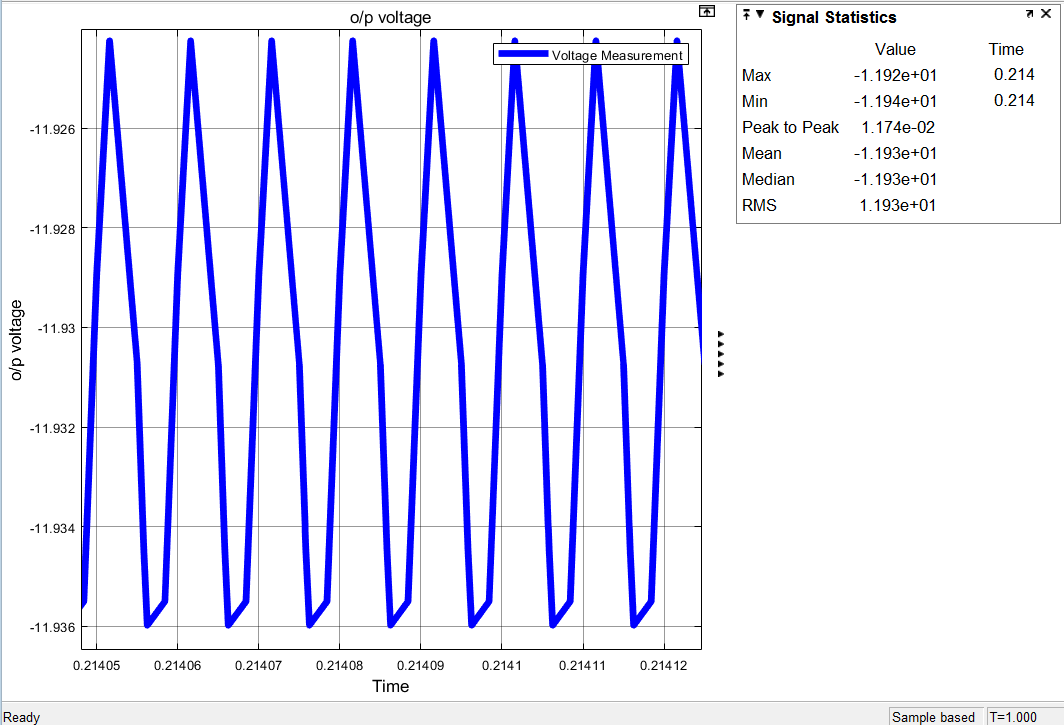 o/p voltage
Voltage Measurement
-11.926
-11.928
-11.93
-11.932
-11.934
-11.936
o/p voltage
0.21405
0.21406
0.21407
0.21408
0.21409
0.2141
0.21411
0.21412
Time
Signal Statistics
Value Time
Max -1.192e+01 0.214
Min -1.194e+01 0.214
Peak to Peak 1.174e-02
Mean -1.193e+01
Median -1.193e+01
RMS 1.193e+01
Ready
Sample based T=1.000